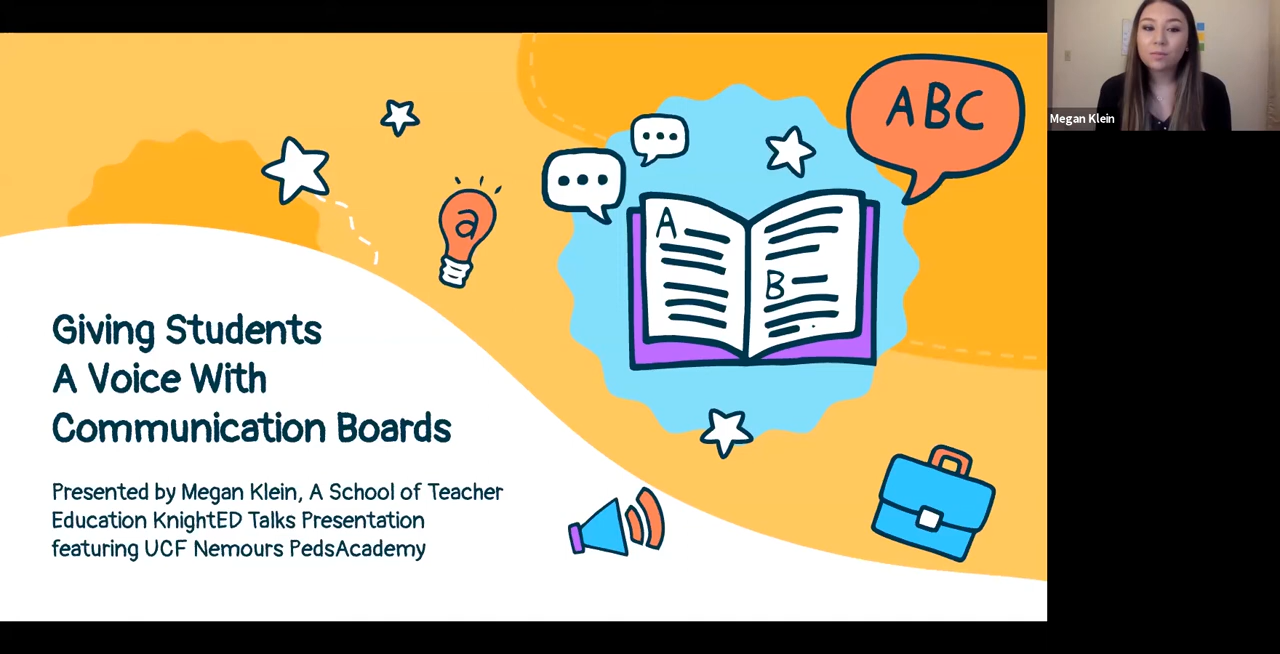 Giving Students
A Voice With
Communication Boards
Presented by Megan Klein, A School of Teacher
Education KnightED Talks Presentation
featuring UCF Nemours PedsAcademy
a
A
B
ABC
Megan Klein